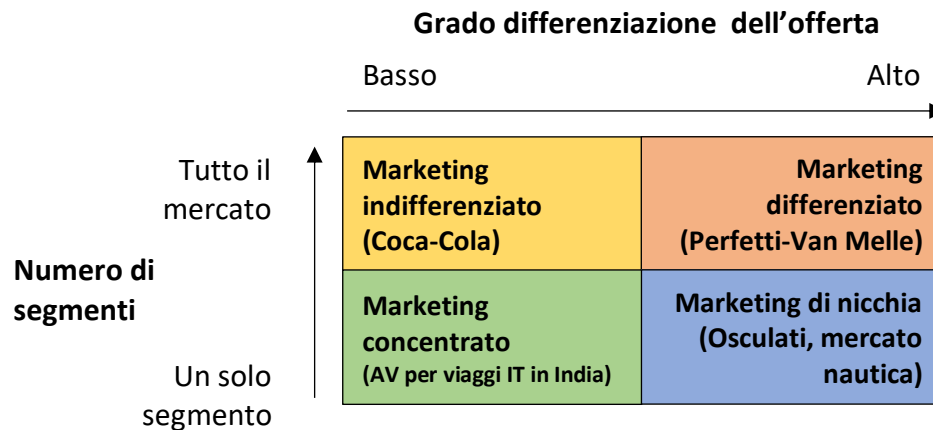 Grado differenziazione dell’offerta
Basso
Alto
Tutto il
mercato
Numero di
segmenti
Un solo
segmento
Marketing
indifferenziato
(Coca-Cola)
Marketing
differenziato
(Perfetti-Van Melle)
Marketing
concentrato
(AV per viaggi IT in India)
Marketing di nicchia
(Osculati, mercato
nautica)